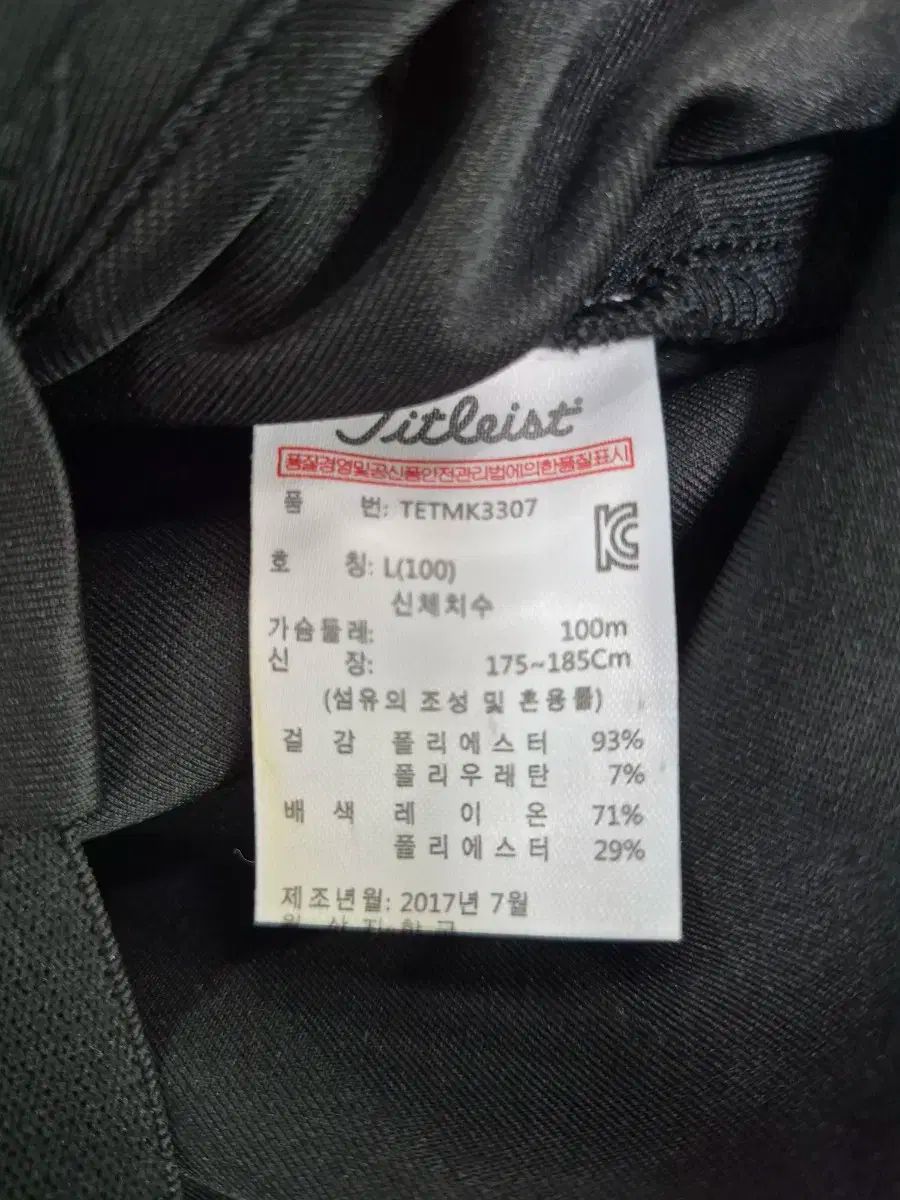 Titleist
품질경영및공신품안전관리법에의한품질표시
품 번: TETMK3307
KC
호 칭: L(100)
신체치수
가슴둘레: 100m
신 장: 175~185Cm
(섬유의 조성 및 혼용률)
겉 감 폴리에스터 93%
폴리우레탄 7%
배 색 레 이 온 71%
폴리에스터 29%
제조년월: 2017년 7월